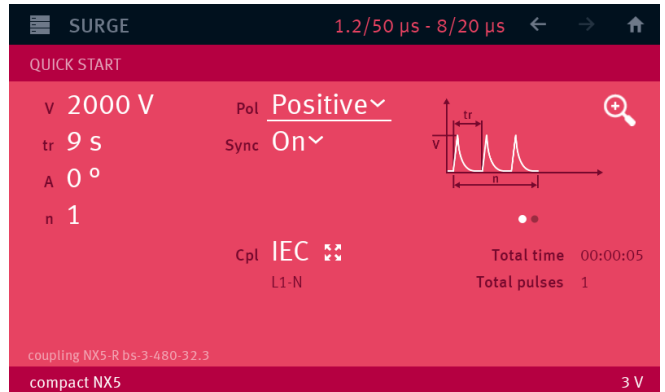 SURGE 1.2/50 µs - 8/20 µs
QUICK START
V 2000 V Pol Positive
tr 9 s Sync On
A 0 °
n 1
tr
V
n
Cpl IEC Total time 00:00:05
L1-N Total pulses 1
coupling NX5-R bs-3-480-32.3
compact NX5 3 V